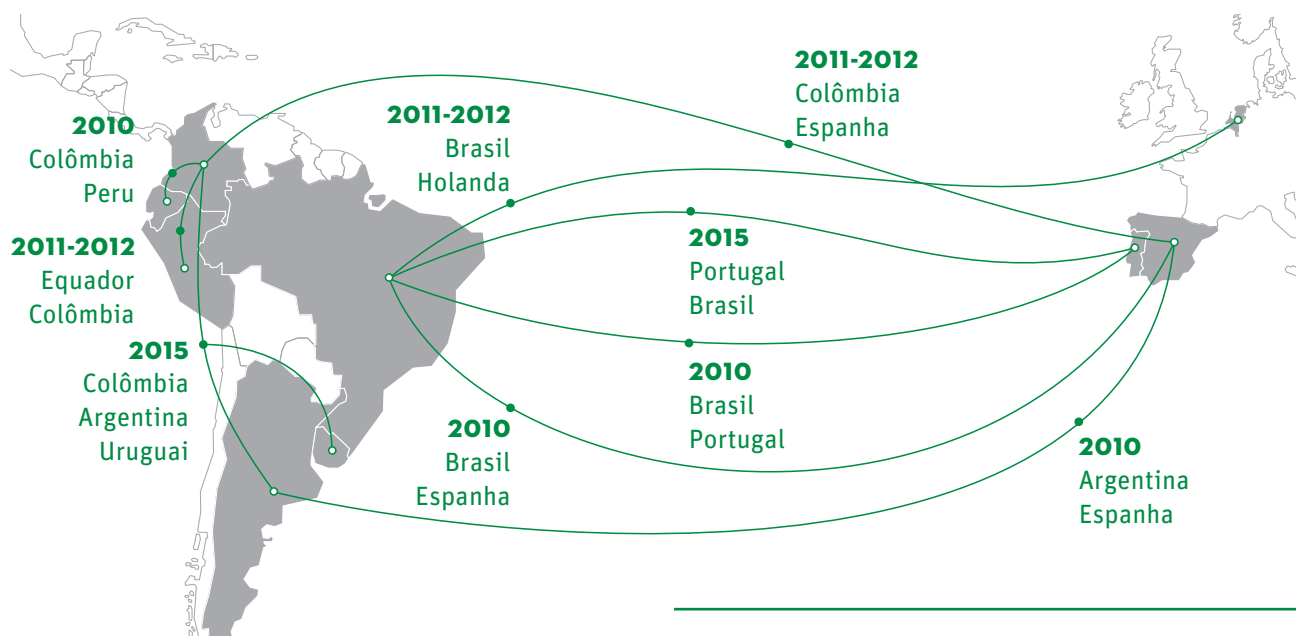 2010
Colômbia
Peru
2011-2012
Equador
Colômbia
2015
Colômbia
Argentina
Uruguai
2011-2012
Brasil
Holanda
2010
Brasil
Espanha
2011-2012
Colômbia
Espanha
2015
Portugal
Brasil
2010
Brasil
Portugal
2010
Argentina
Espanha